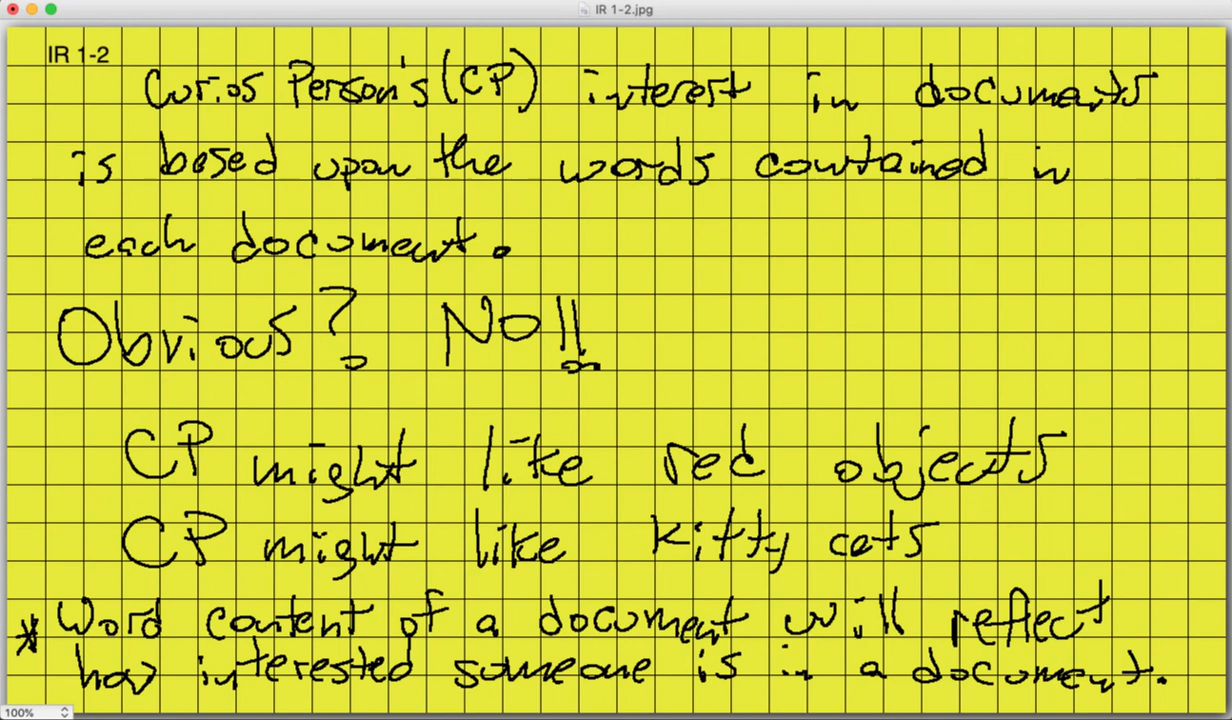 IR 1-2.jpg
IR 1-2
Curios Person's (CP) interest in documents
is based upon the words contained in
each document.
Obvious? No!!
CP might like red objects
CP might like kitty cats
* Word content of a document will reflect
how interested someone is in a document.
100%